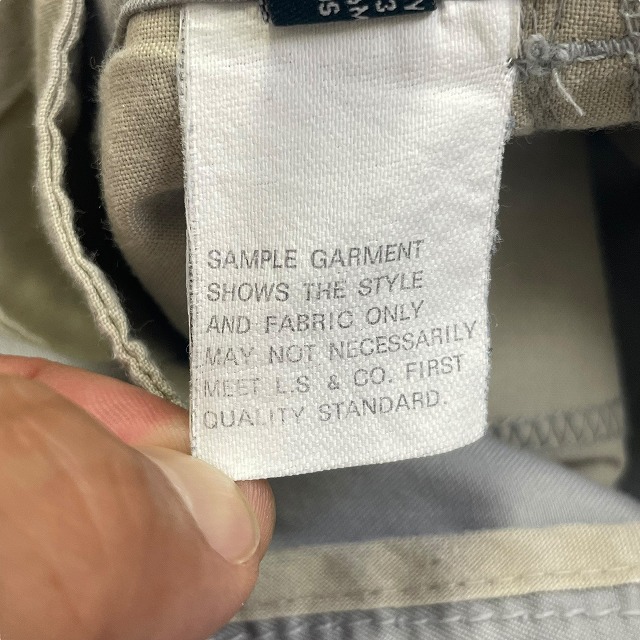 SAMPLE GARMENT
SHOWS THE STYLE
AND FABRIC ONLY
MAY NOT NECESSARILY
MEET L.S. & CO. FIRST
QUALITY STANDARD.